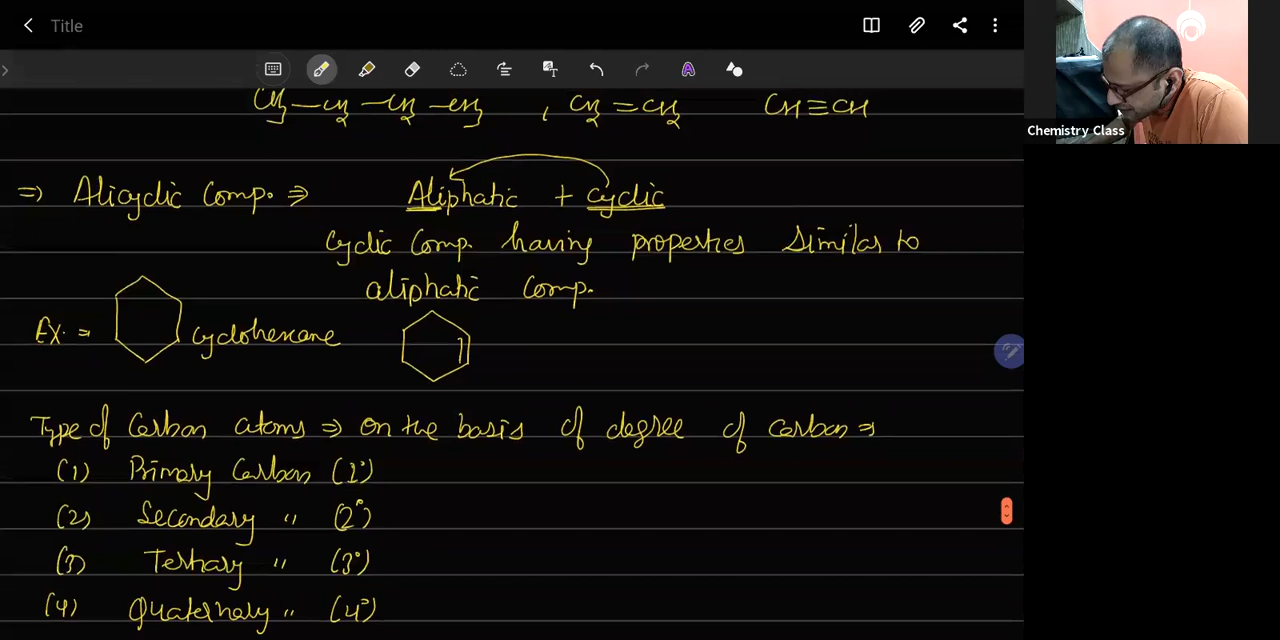 Title
CH3—CH2—CH2—CH3 , CH2=CH2 CH≡CH
Chemistry Class
⇒ Alicyclic Comp. ⇒ Aliphatic + Cyclic
Cyclic Comp. having properties similar to
aliphatic comp.
Ex. = Cyclohexane
Type of Carbon atoms ⇒ on the basis of degree of carbon ⇒
(1) Primary Carbon (1°)
(2) Secondary " (2°)
(3) Tertiary " (3°)
(4) Quaternary " (4°)